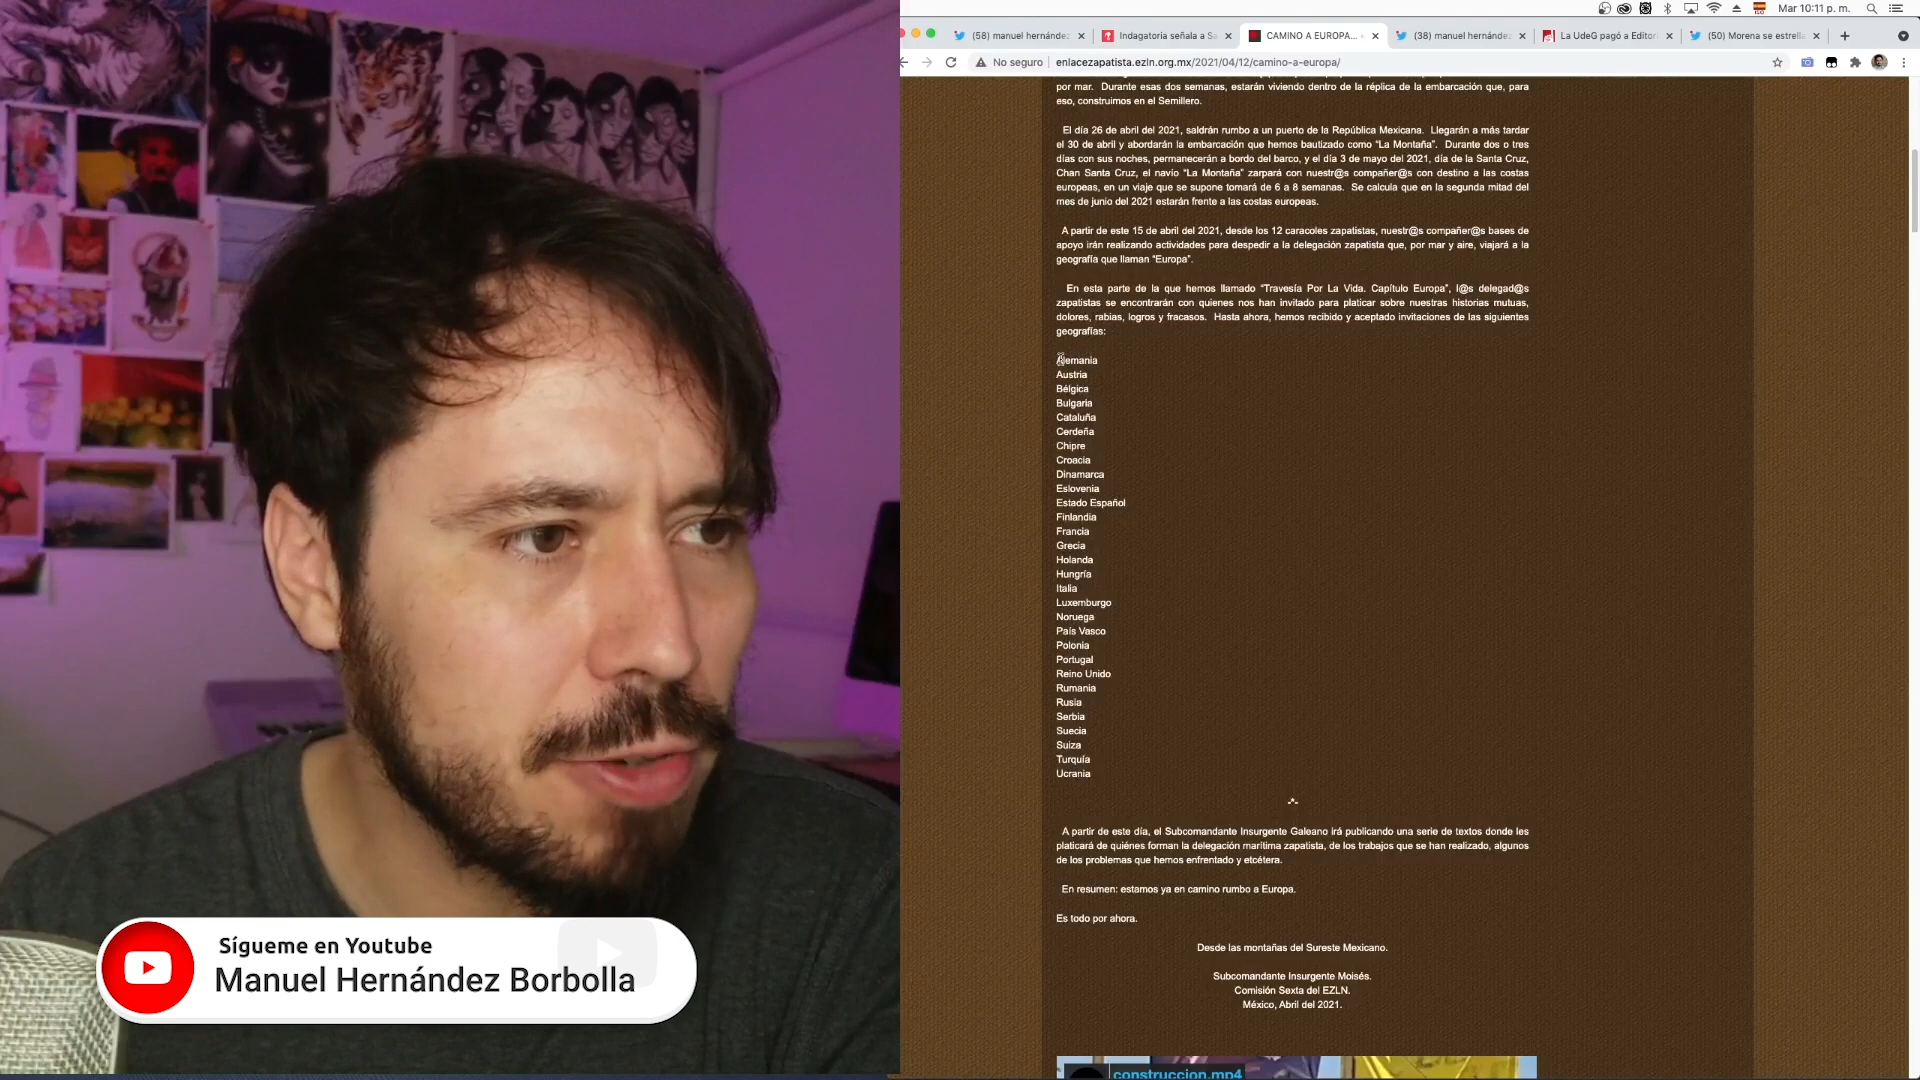 Mar 10:11 p. m.
(58) manuel hernández
Indagatoria señala a Sa
CAMINO A EUROPA...
(38) manuel hernández
La UdeG pagó a Editori
(50) Morena se estrella
No seguro
enlacezapatista.ezln.org.mx/2021/04/12/camino-a-europa/
por mar. Durante esas dos semanas, estarán viviendo dentro de la réplica de la embarcación que, para
eso, construimos en el Semillero.
El día 26 de abril del 2021, saldrán rumbo a un puerto de la República Mexicana. Llegarán a más tardar
el 30 de abril y abordarán la embarcación que hemos bautizado como “La Montaña”. Durante dos o tres
días con sus noches, permanecerán a bordo del barco, y el día 3 de mayo del 2021, día de la Santa Cruz,
Chan Santa Cruz, el navío “La Montaña” zarpará con nuestr@s compañer@s con destino a las costas
europeas, en un viaje que se supone tomará de 6 a 8 semanas. Se calcula que en la segunda mitad del
mes de junio del 2021 estarán frente a las costas europeas.
A partir de este 15 de abril del 2021, desde los 12 caracoles zapatistas, nuestr@s compañer@s bases de
apoyo irán realizando actividades para despedir a la delegación zapatista que, por mar y aire, viajará a la
geografía que llaman “Europa”.
En esta parte de la que hemos llamado “Travesía Por La Vida. Capítulo Europa”, l@s delegad@s
zapatistas se encontrarán con quienes nos han invitado para platicar sobre nuestras historias mutuas,
dolores, rabias, logros y fracasos. Hasta ahora, hemos recibido y aceptado invitaciones de las siguientes
geografías:
Alemania
Austria
Bélgica
Bulgaria
Cataluña
Cerdeña
Chipre
Croacia
Dinamarca
Eslovenia
Estado Español
Finlandia
Francia
Grecia
Holanda
Hungría
Italia
Luxemburgo
Noruega
País Vasco
Polonia
Portugal
Reino Unido
Rumania
Rusia
Serbia
Suecia
Suiza
Turquía
Ucrania
-*-
A partir de este día, el Subcomandante Insurgente Galeano irá publicando una serie de textos donde les
platicará de quiénes forman la delegación marítima zapatista, de los trabajos que se han realizado, algunos
de los problemas que hemos enfrentado y etcétera.
En resumen: estamos ya en camino rumbo a Europa.
Es todo por ahora.
Desde las montañas del Sureste Mexicano.
Subcomandante Insurgente Moisés.
Comisión Sexta del EZLN.
México, Abril del 2021.
construccion.mp4
Sígueme en Youtube
Manuel Hernández Borbolla